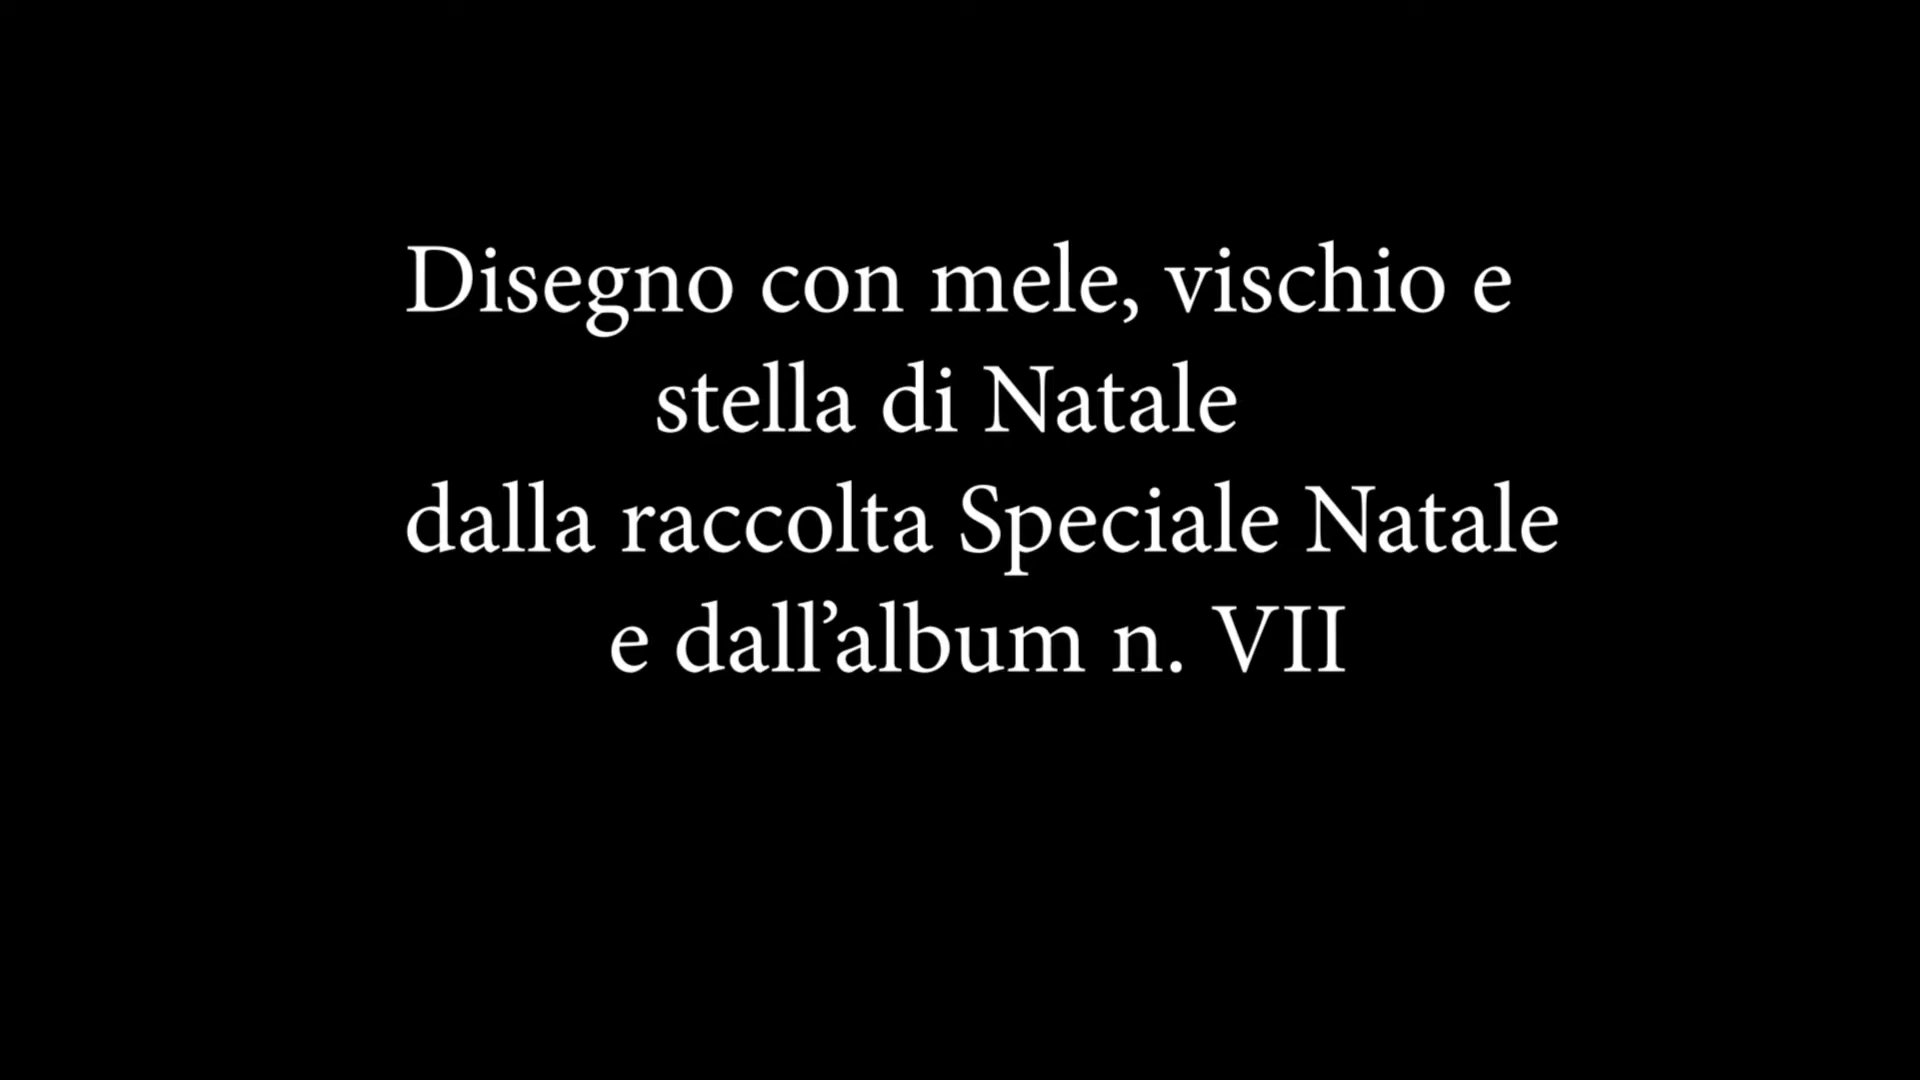 Disegno con mele, vischio e
stella di Natale
dalla raccolta Speciale Natale
e dall’album n. VII